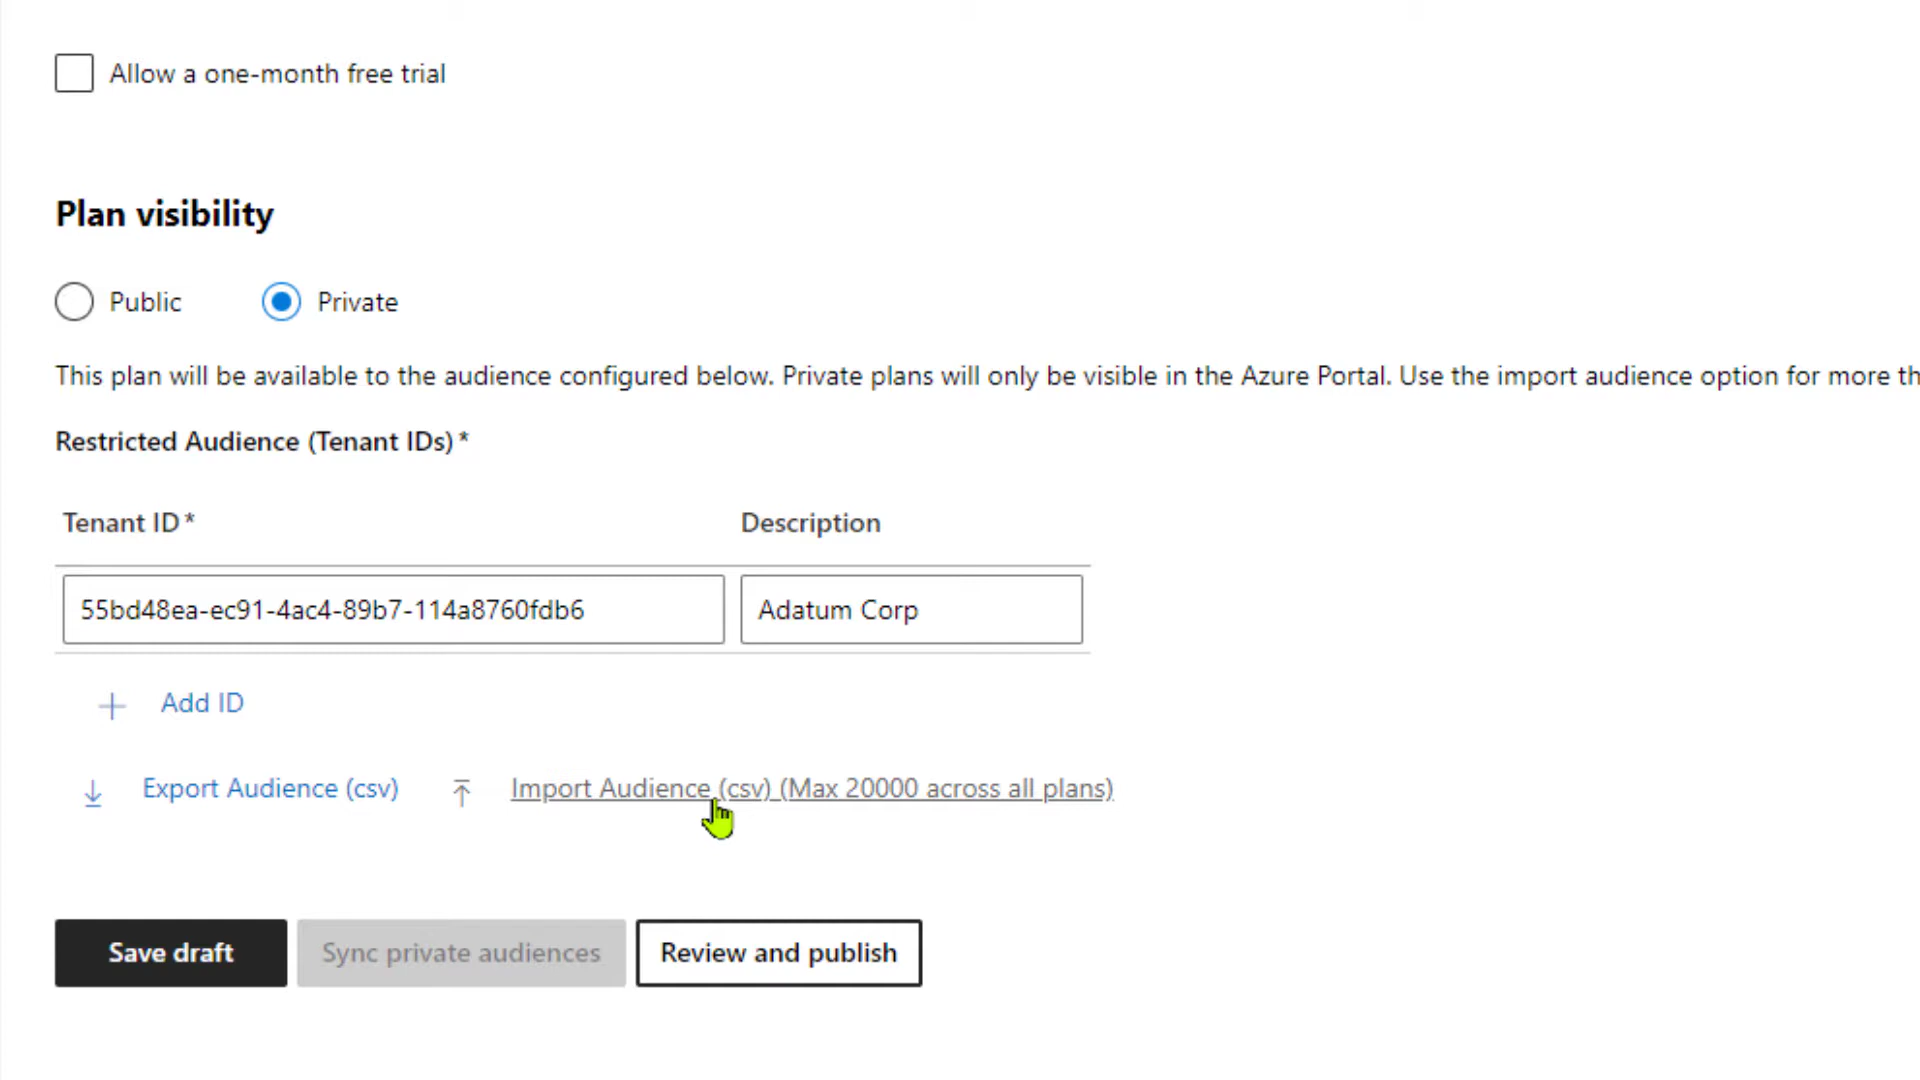 Allow a one-month free trial
Plan visibility
Public Private
This plan will be available to the audience configured below. Private plans will only be visible in the Azure Portal. Use the import audience option for more
Restricted Audience (Tenant IDs) *
Tenant ID * Description
55bd48ea-ec91-4ac4-89b7-114a8760fdb6 Adatum Corp
Add ID
Export Audience (csv) Import Audience (csv) (Max 20000 across all plans)
Save draft Sync private audiences Review and publish